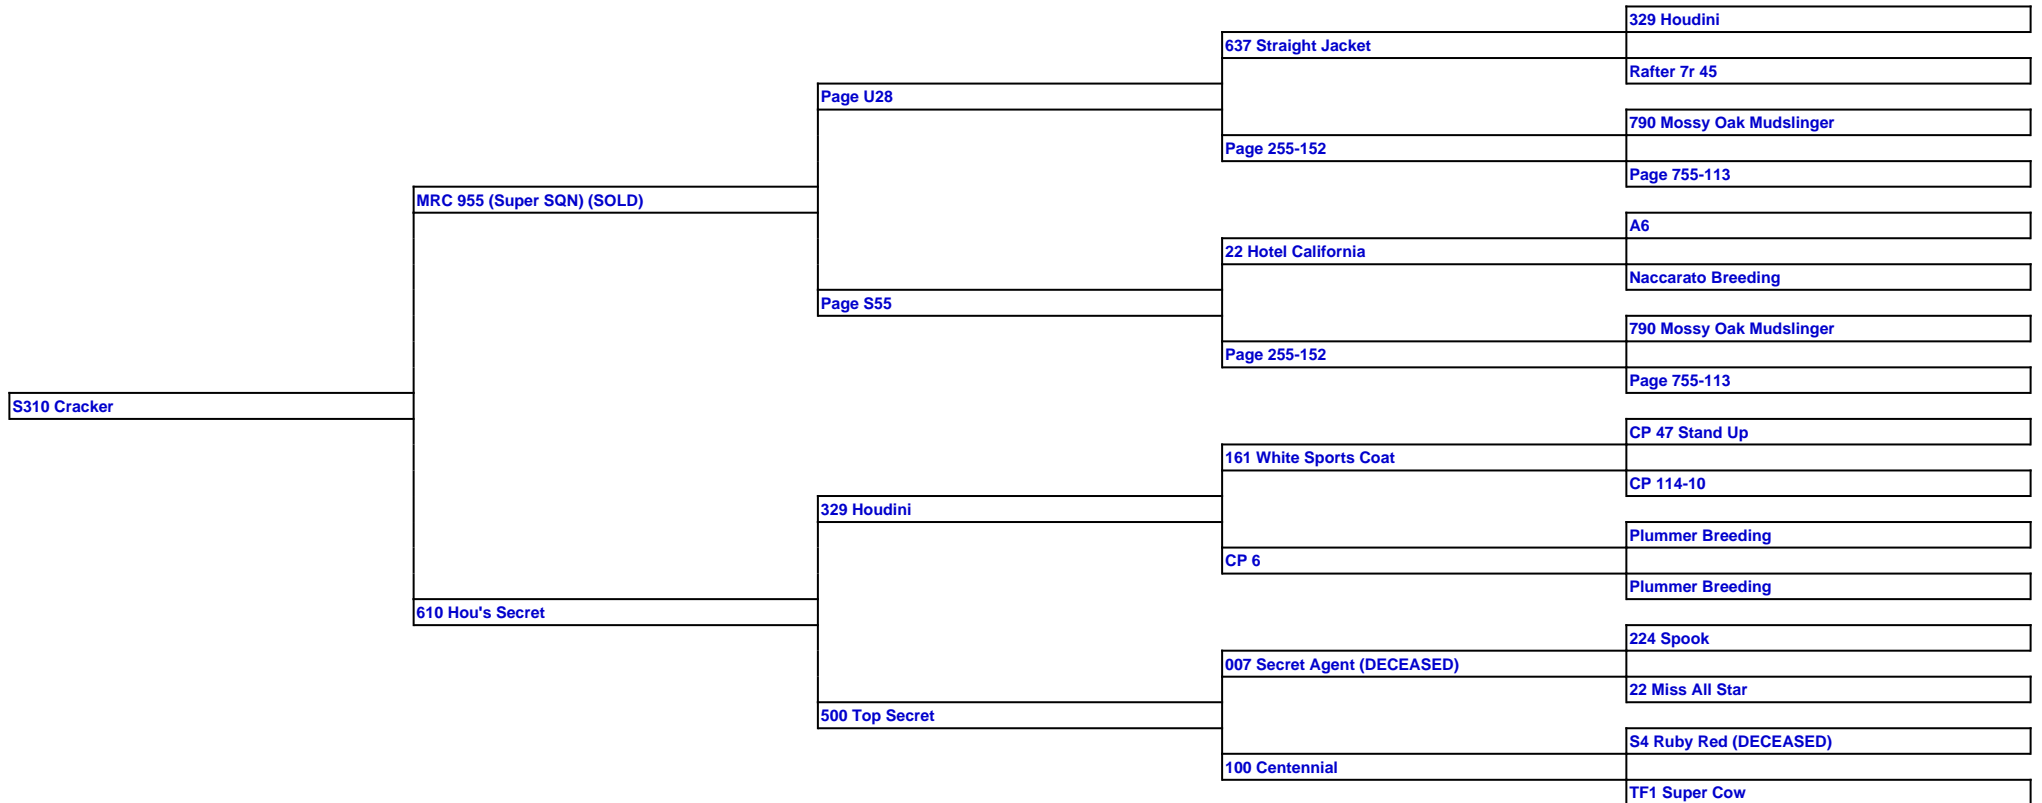 329 Houdini
637 Straight Jacket
Rafter 7r 45
Page U28
790 Mossy Oak Mudslinger
Page 255-152
Page 755-113
MRC 955 (Super SQN) (SOLD)
A6
22 Hotel California
Naccarato Breeding
Page S55
790 Mossy Oak Mudslinger
Page 255-152
Page 755-113
S310 Cracker
CP 47 Stand Up
161 White Sports Coat
CP 114-10
329 Houdini
Plummer Breeding
CP 6
Plummer Breeding
610 Hou's Secret
224 Spook
007 Secret Agent (DECEASED)
22 Miss All Star
500 Top Secret
S4 Ruby Red (DECEASED)
100 Centennial
TF1 Super Cow